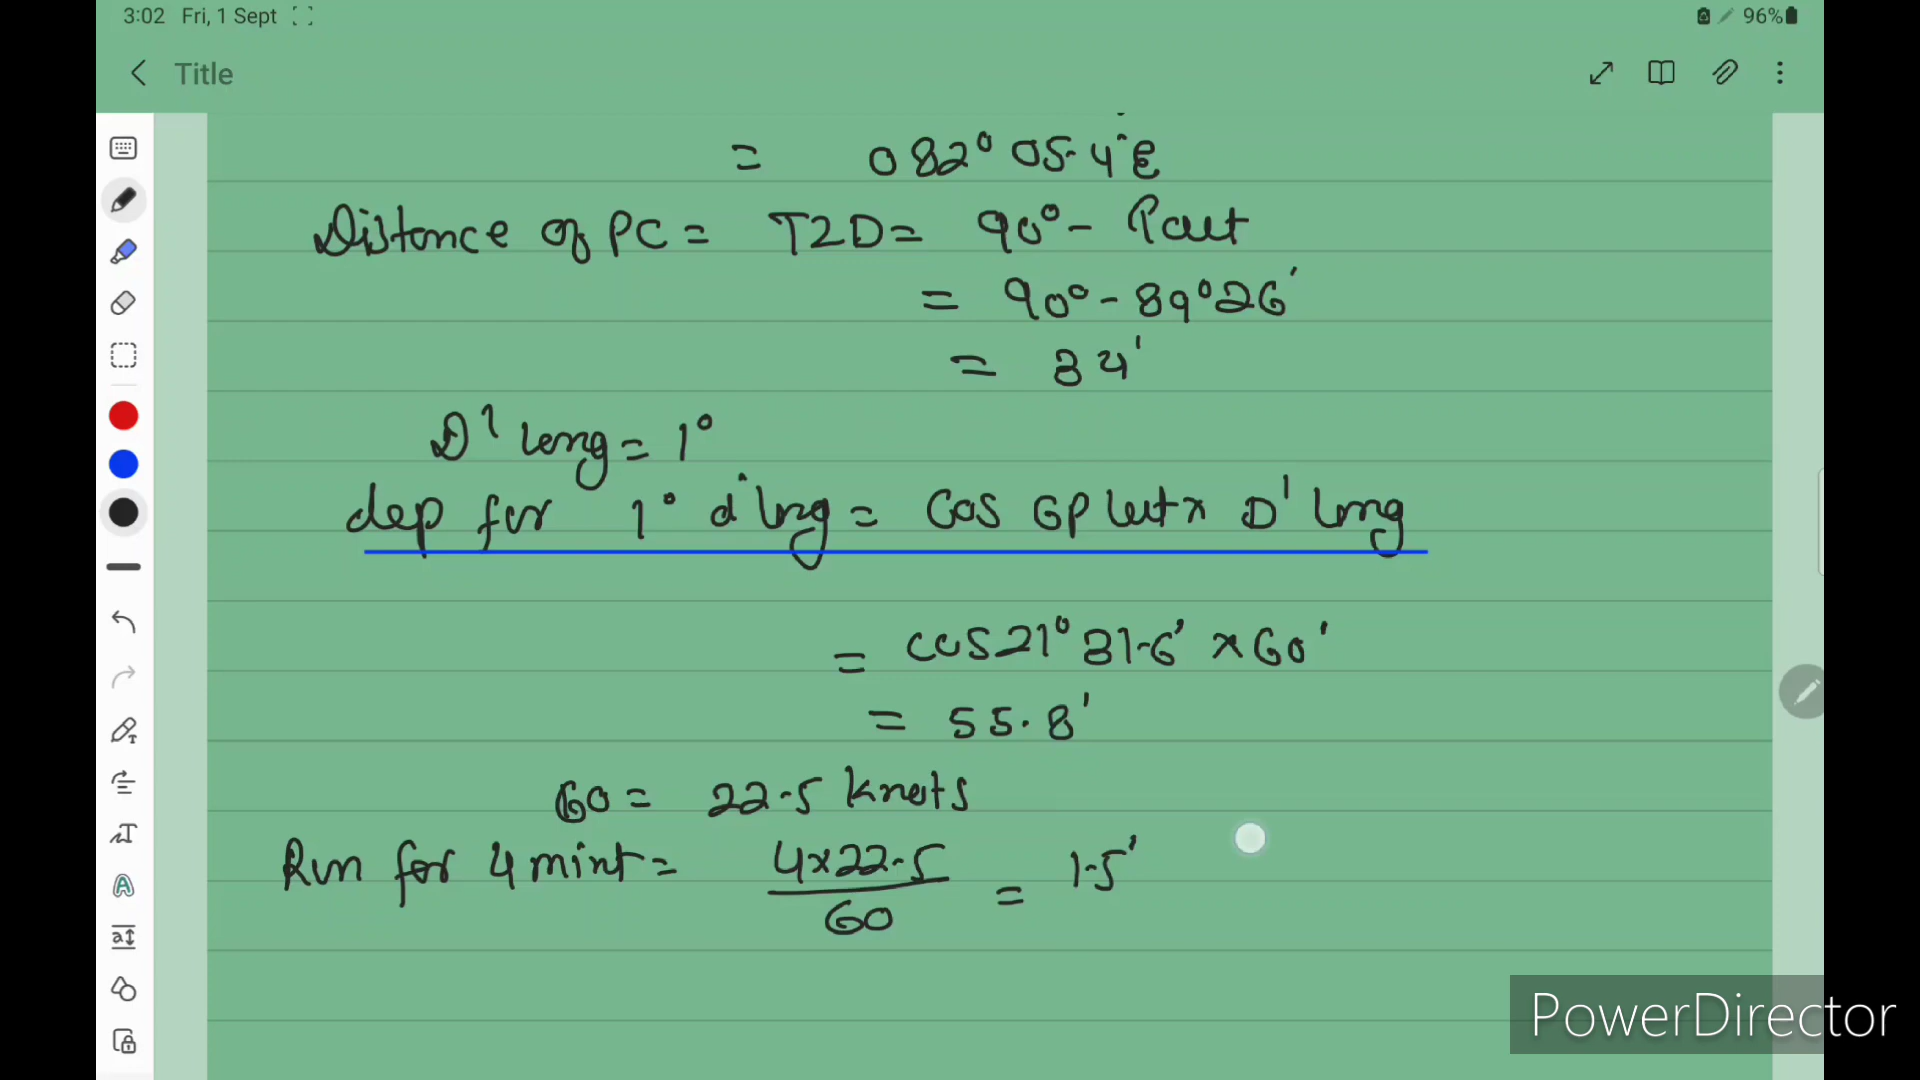 3:02 Fri, 1 Sept 96%
Title
= 082° 05.4' E
Distance of PC = TZD = 90° - Palt
= 90° - 89°26'
= 34'
D'long = 1°
dep for 1° d'lng = Cos GP lat x D'long
= cos 21° 31.6' x 60'
= 55.8'
60 = 22.5 knots
Run for 4 mint = 4x22.5
60
= 1.5'
PowerDirector